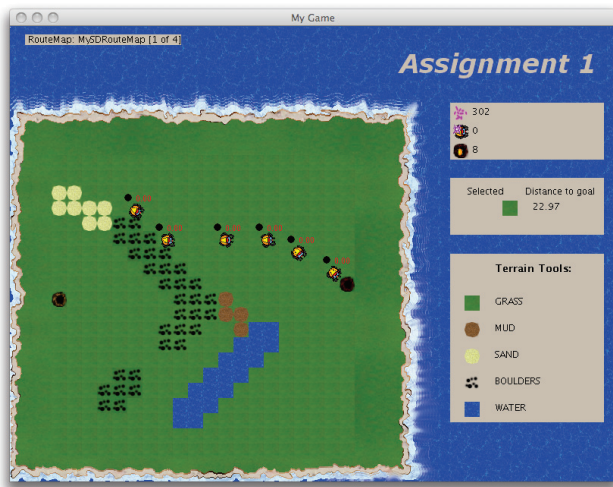 My Game
RouteMap: MySDRouteMap [1 of 4]
Assignment 1
302
0
8
Selected Distance to goal
22.97
Terrain Tools:
GRASS
MUD
SAND
BOULDERS
WATER